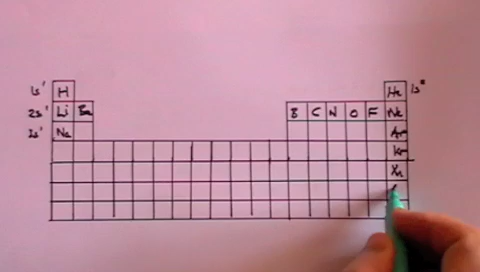 1s¹ H He 1s²
2s¹ Li Be B C N O F Ne
3s¹ Na Ar
Kr
Xe